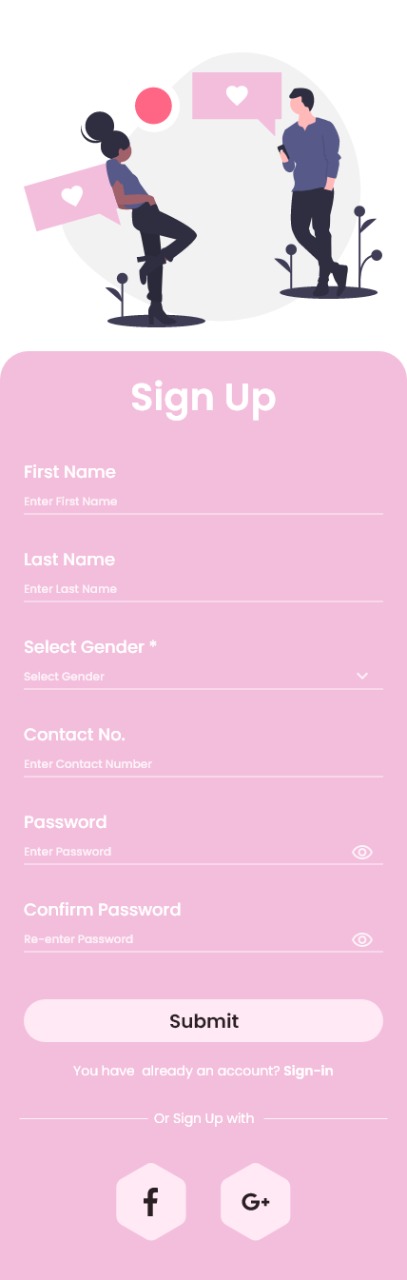 Sign Up
First Name
Enter First Name
Last Name
Enter Last Name
Select Gender *
Select Gender
Contact No.
Enter Contact Number
Password
Enter Password
Confirm Password
Re-enter Password
Submit
You have  already an account? Sign-in
Or Sign Up with
f
G+